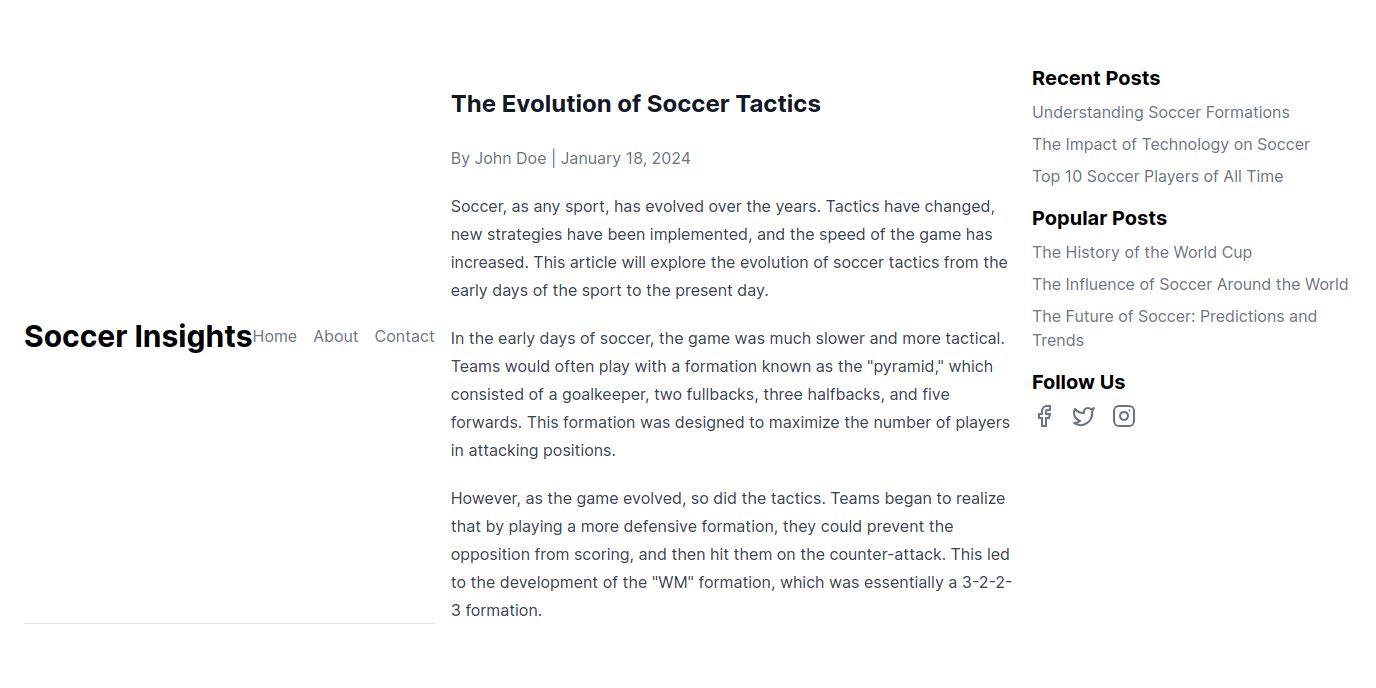 Soccer Insights
Home About Contact
The Evolution of Soccer Tactics
By John Doe | January 18, 2024
Soccer, as any sport, has evolved over the years. Tactics have changed,
new strategies have been implemented, and the speed of the game has
increased. This article will explore the evolution of soccer tactics from the
early days of the sport to the present day.
In the early days of soccer, the game was much slower and more tactical.
Teams would often play with a formation known as the "pyramid," which
consisted of a goalkeeper, two fullbacks, three halfbacks, and five
forwards. This formation was designed to maximize the number of players
in attacking positions.
However, as the game evolved, so did the tactics. Teams began to realize
that by playing a more defensive formation, they could prevent the
opposition from scoring, and then hit them on the counter-attack. This led
to the development of the "WM" formation, which was essentially a 3-2-2-
3 formation.
Recent Posts
Understanding Soccer Formations
The Impact of Technology on Soccer
Top 10 Soccer Players of All Time
Popular Posts
The History of the World Cup
The Influence of Soccer Around the World
The Future of Soccer: Predictions and
Trends
Follow Us